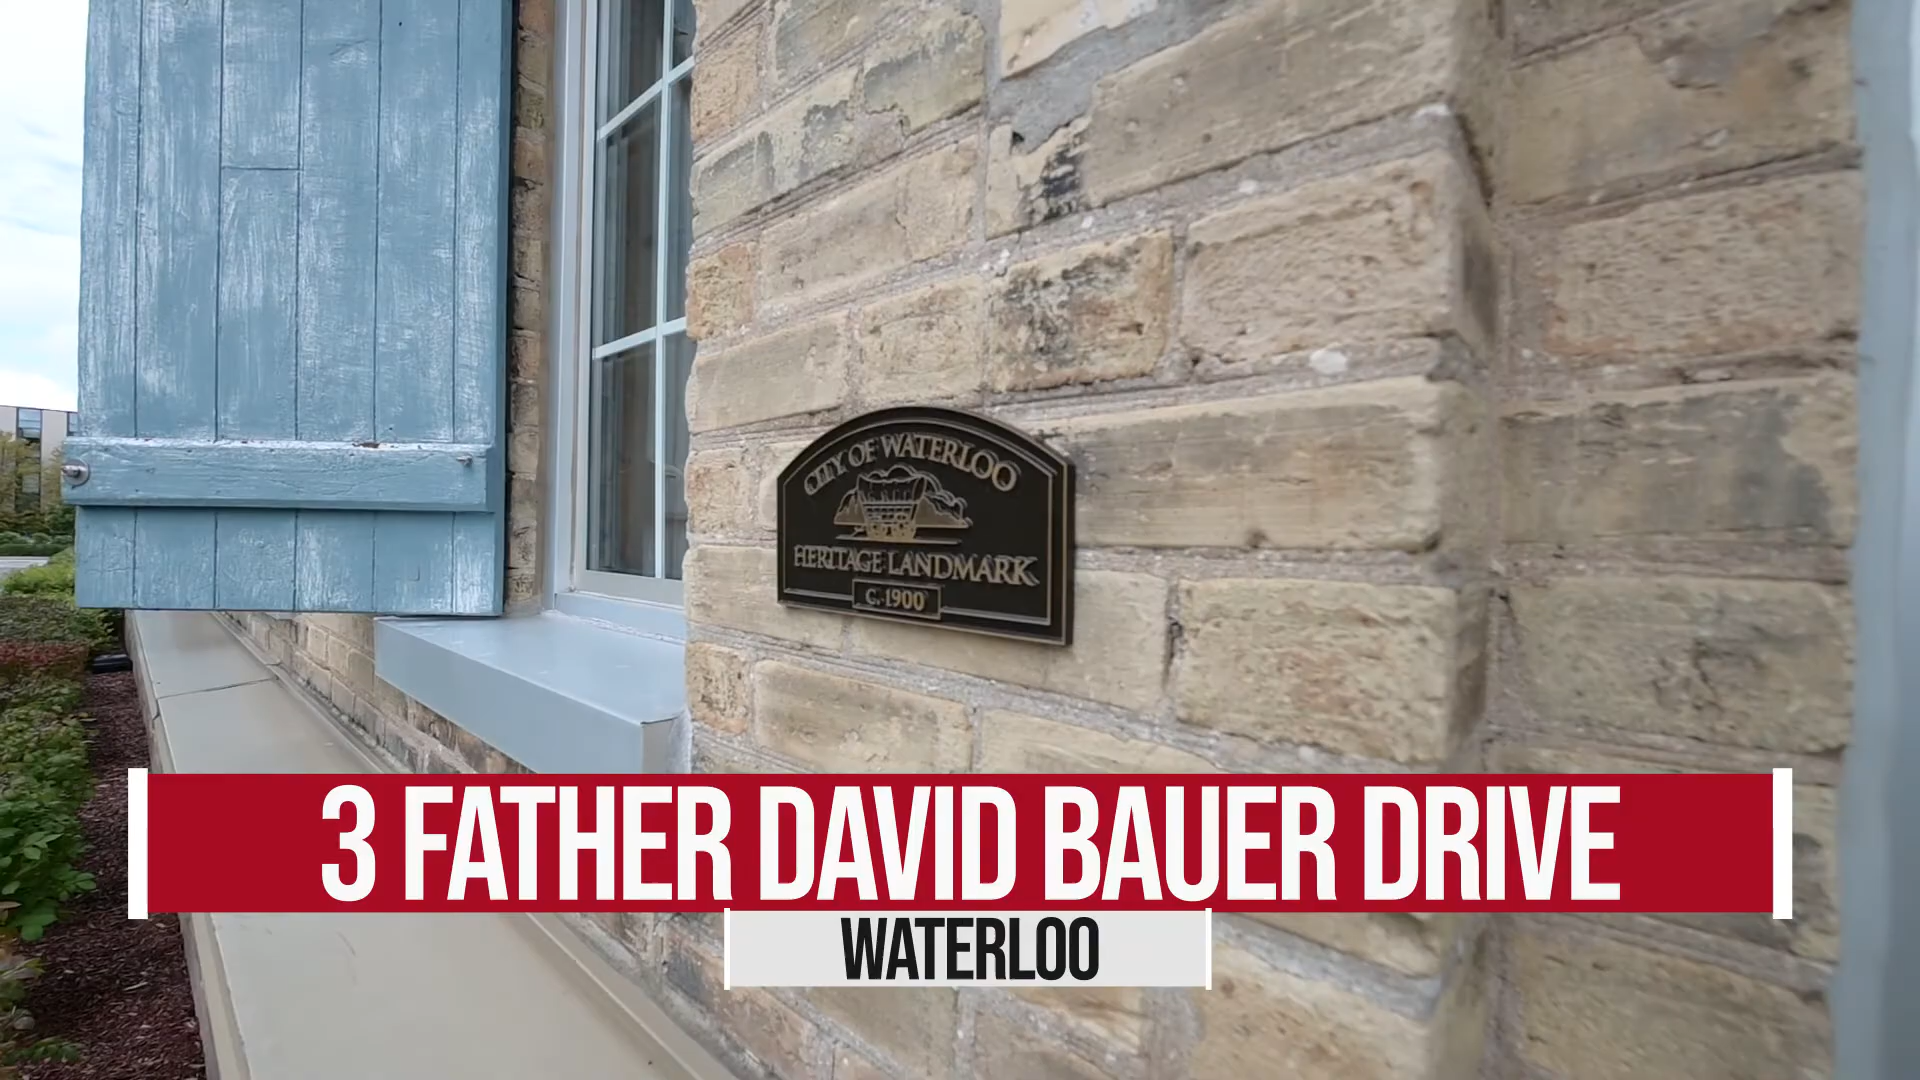 CITY OF WATERLOO
HERITAGE LANDMARK
C. 1900
3 FATHER DAVID BAUER DRIVE
WATERLOO